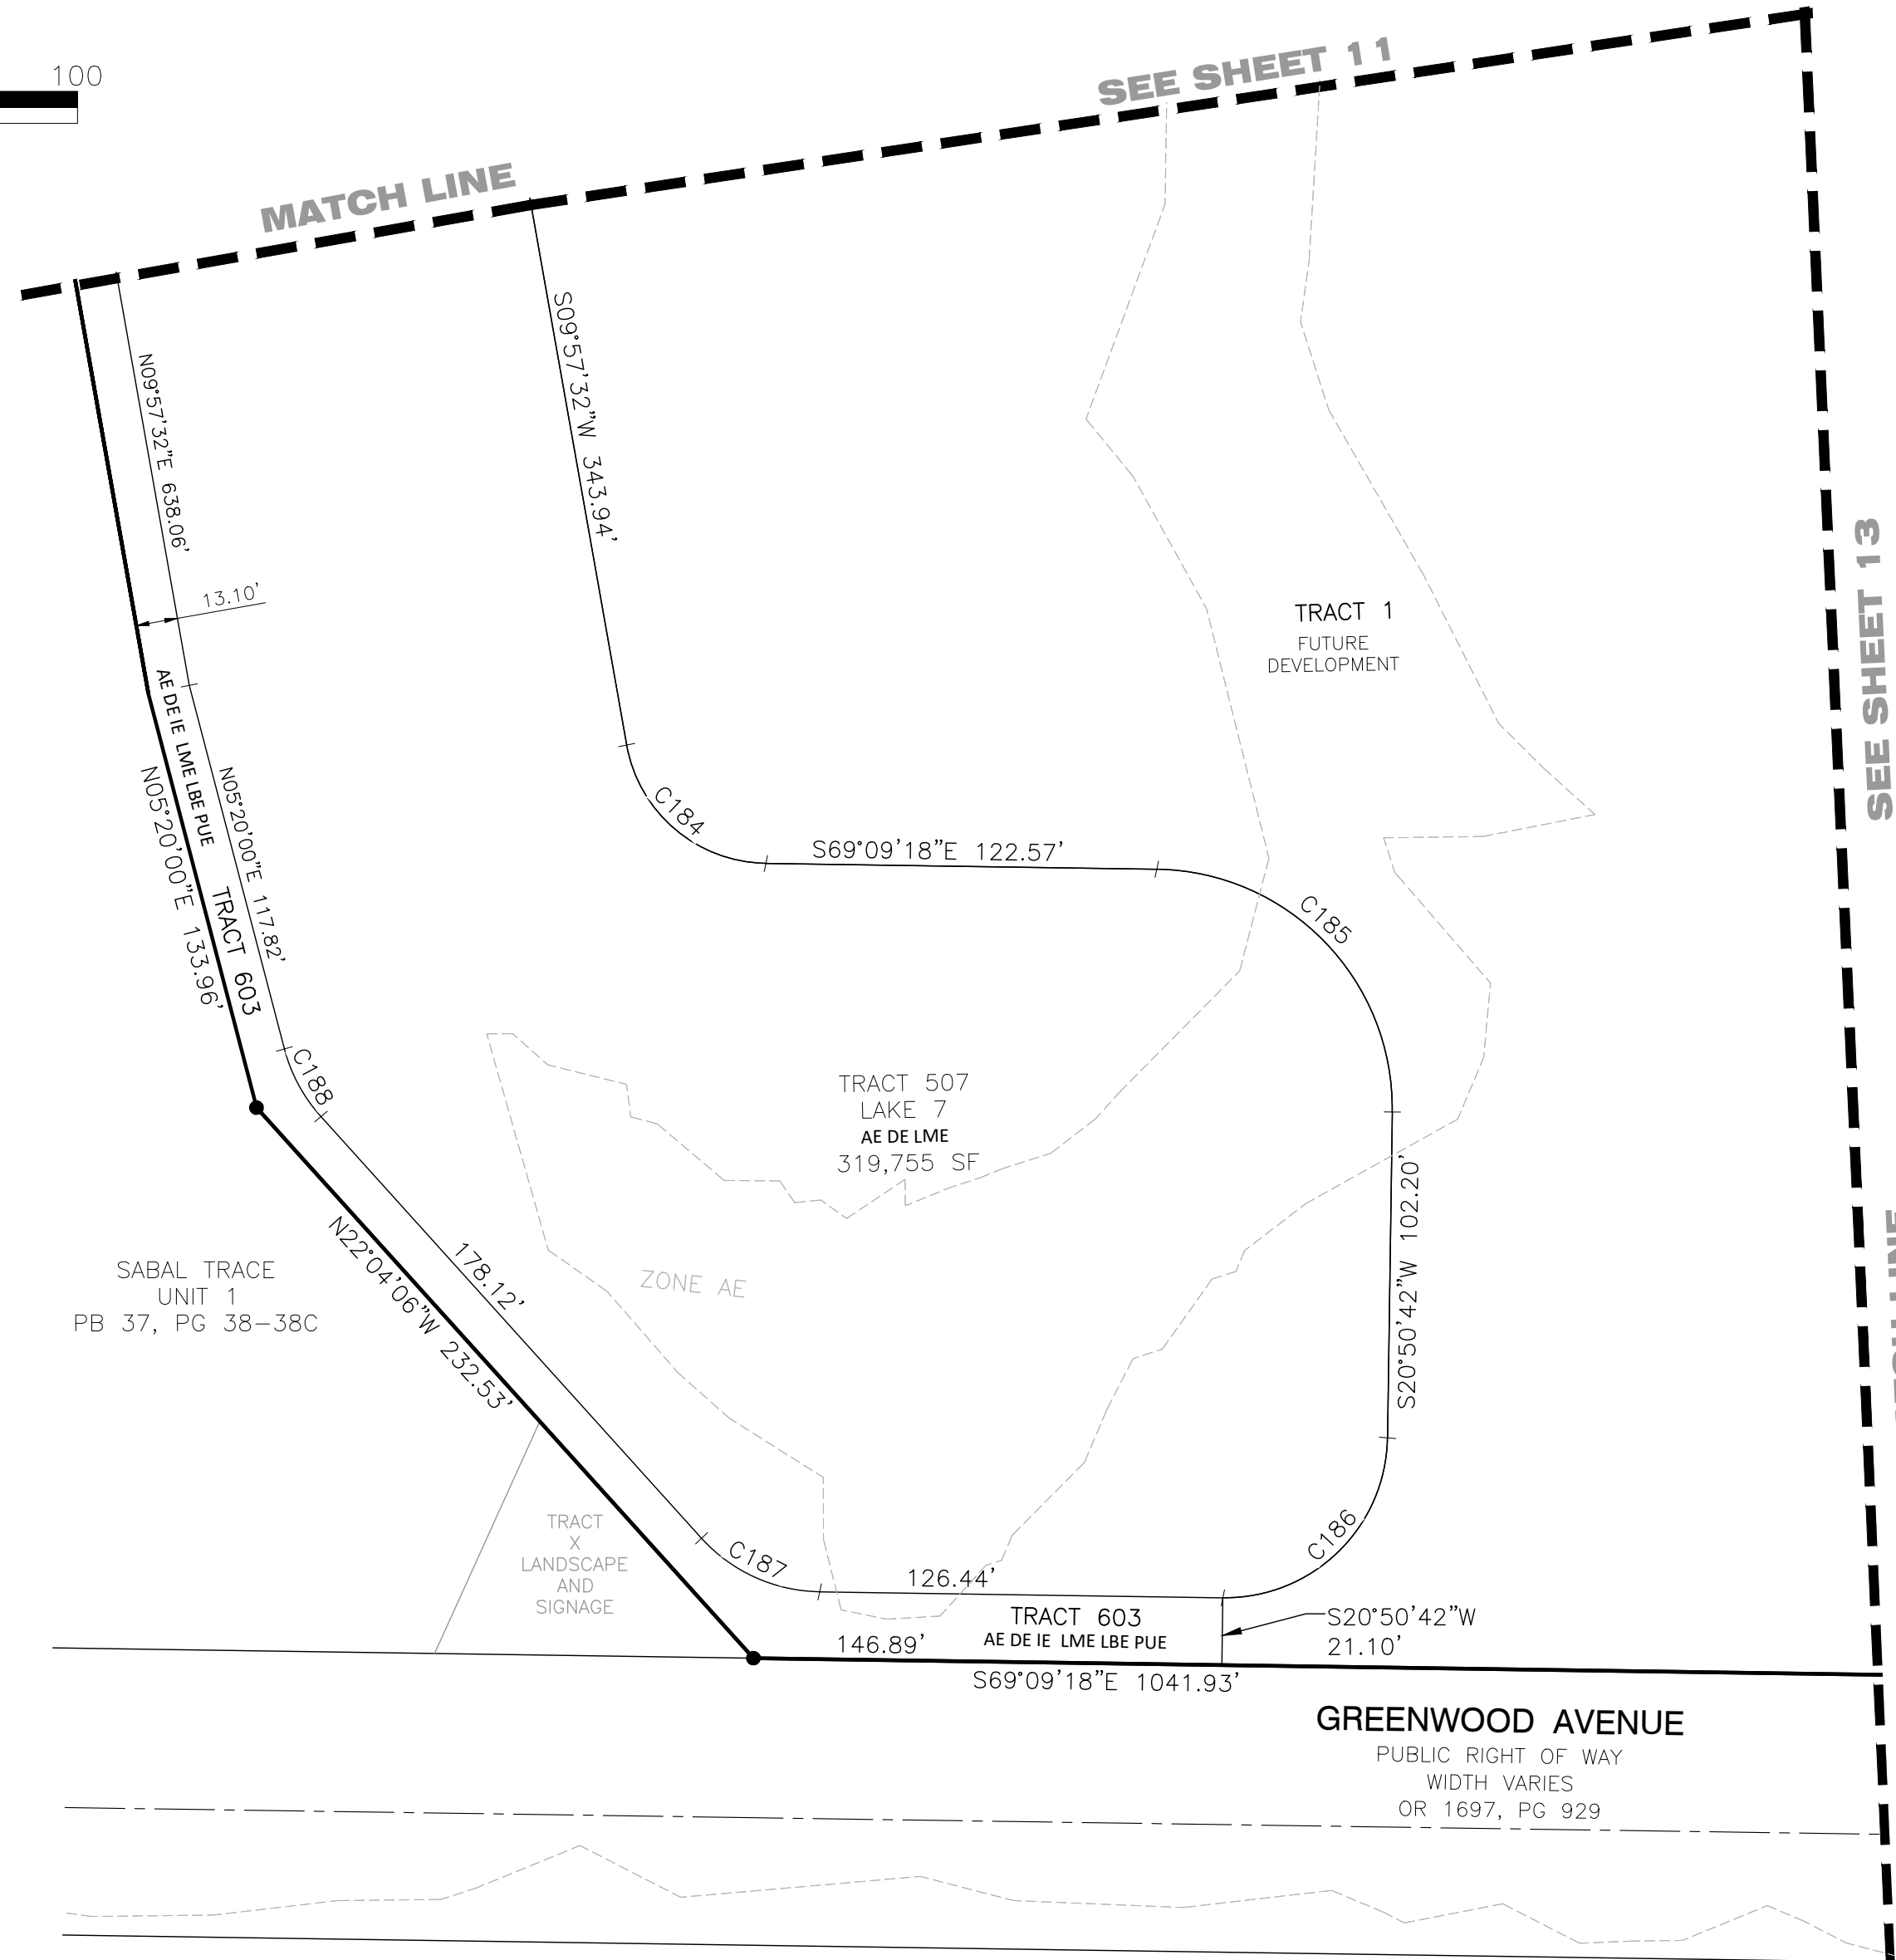 100
SEE SHEET 11
MATCH LINE
S09°57'32"W 343.94'
N09°57'32"E 638.06'
13.10'
TRACT 1
FUTURE
DEVELOPMENT
SEE SHEET 13
AE DE IE LME LBE PUE
TRACT 603
N05°20'00"E 117.82'
N05°20'00"E 133.96'
C184
S69°09'18"E 122.57'
C185
C188
TRACT 507
LAKE 7
AE DE LME
319,755 SF
S20°50'42"W 102.20'
SABAL TRACE
UNIT 1
PB 37, PG 38-38C
N22°04'06"W 232.53'
178.12'
ZONE AE
LINE
TRACT
X
LANDSCAPE
AND
SIGNAGE
C187
C186
126.44'
TRACT 603
AE DE IE LME LBE PUE
146.89'
S20°50'42"W
21.10'
S69°09'18"E 1041.93'
GREENWOOD AVENUE
PUBLIC RIGHT OF WAY
WIDTH VARIES
OR 1697, PG 929